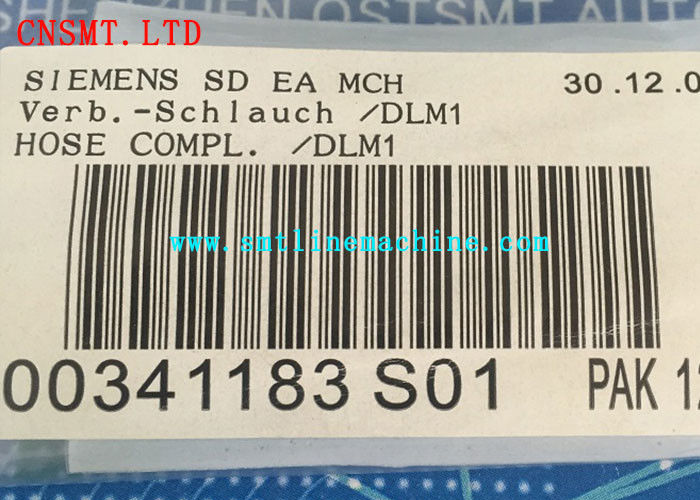 CNSMT.LTD
SIEMENS SD EA MCH 30.12.0
Verb.-Schlauch /DLM1
HOSE COMPL. /DLM1
www.smtlinemachine.com
00341183 S01 PAK 12